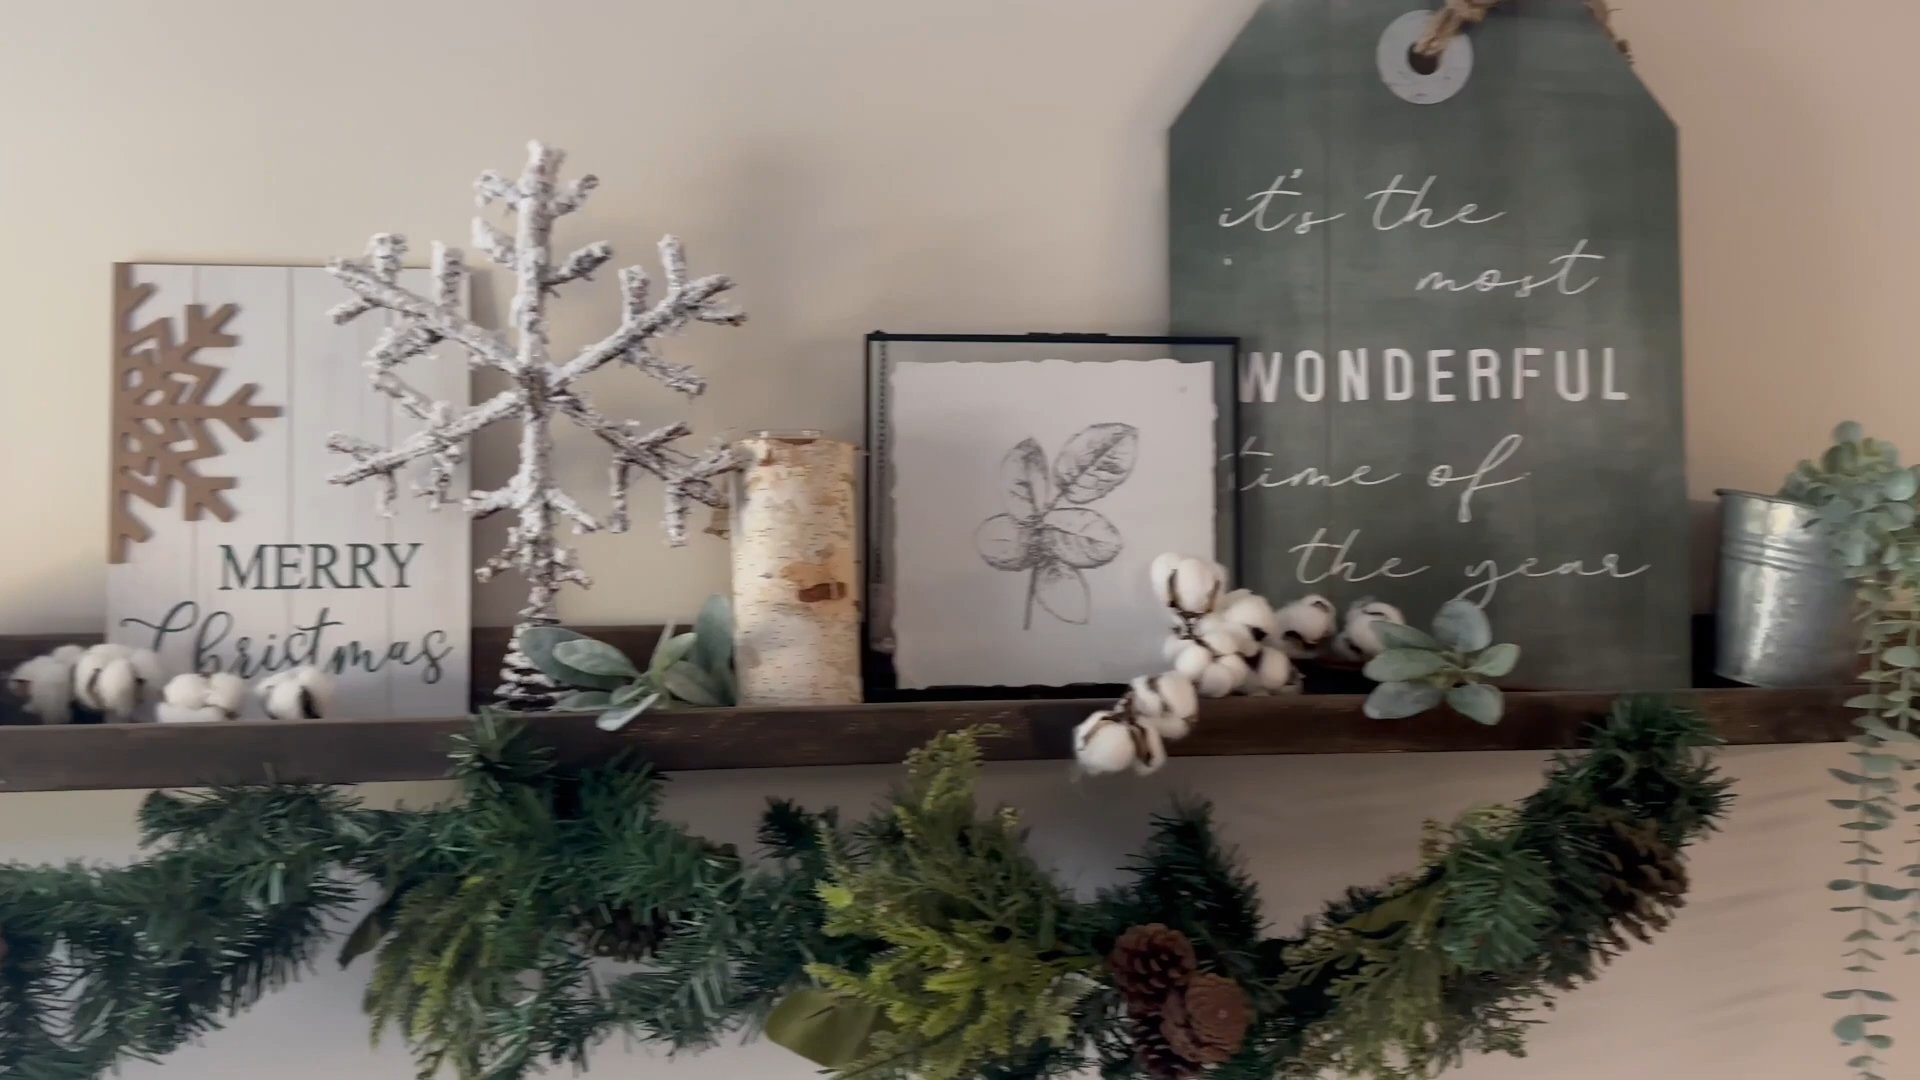 MERRY
Christmas
it's the
most
WONDERFUL
time of
the year